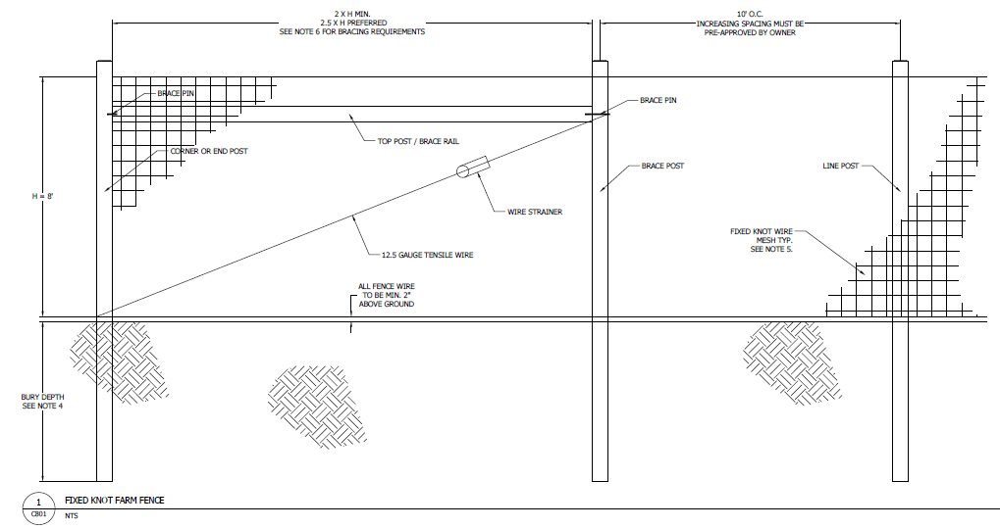 2 X H MIN.
2.5 X H PREFERRED
SEE NOTE 6 FOR BRACING REQUIREMENTS
10' O.C.
INCREASING SPACING MUST BE
PRE-APPROVED BY OWNER
BRACE PIN
BRACE PIN
TOP POST / BRACE RAIL
CORNER OR END POST
BRACE POST
LINE POST
H = 8'
WIRE STRAINER
FIXED KNOT WIRE
MESH TYP.
SEE NOTE 5.
12.5 GAUGE TENSILE WIRE
ALL FENCE WIRE
TO BE MIN. 2"
ABOVE GROUND
BURY DEPTH
SEE NOTE 4
1
C801
FIXED KNOT FARM FENCE
NTS